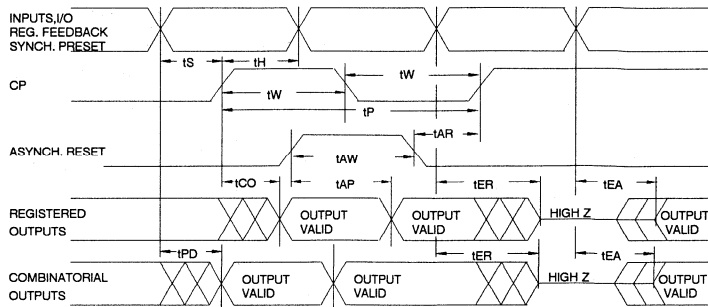 INPUTS,I/O
REG. FEEDBACK
SYNCH. PRESET
tS
tH
tW
CP
tW
tP
tAR
ASYNCH. RESET
tAW
tCO
tAP
tER
tEA
REGISTERED
OUTPUTS
OUTPUT
VALID
OUTPUT
VALID
HIGH Z
OUTPUT
VALID
tPD
tER
tEA
COMBINATORIAL
OUTPUTS
OUTPUT
VALID
OUTPUT
VALID
HIGH Z
OUTPUT
VALID